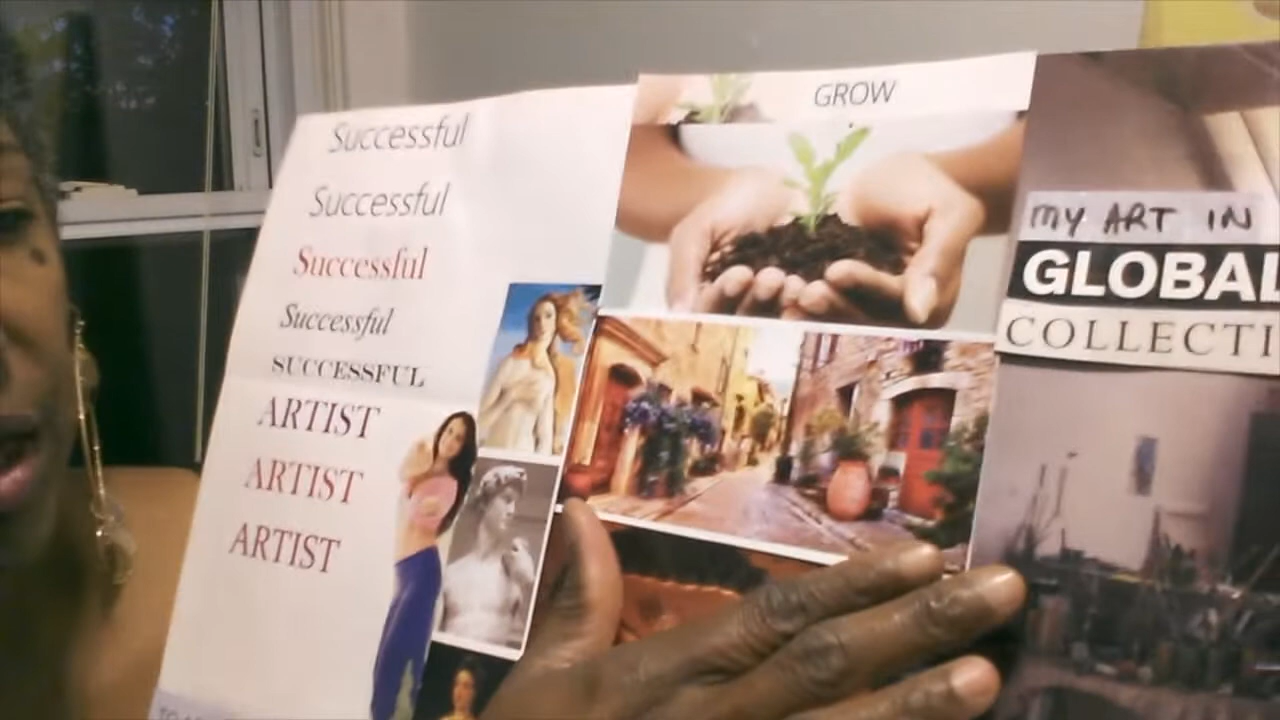 Successful
Successful
Successful
Successful
SUCCESSFUL
ARTIST
ARTIST
ARTIST
GROW
MY ART IN
GLOBAL
COLLECTI